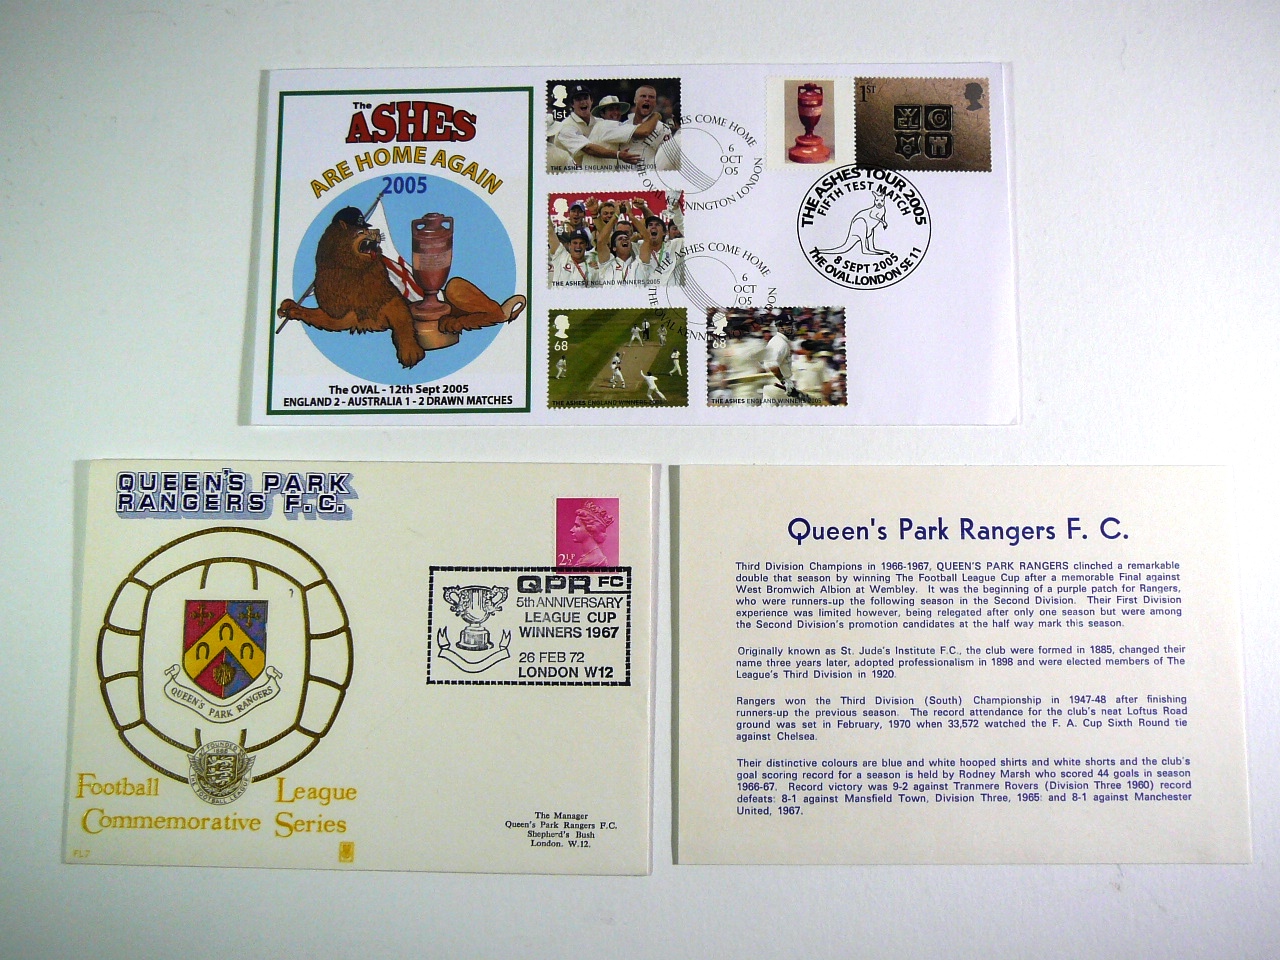 The
ASHES
ARE HOME AGAIN
2005
The OVAL - 12th Sept 2005
ENGLAND 2 - AUSTRALIA 1 - 2 DRAWN MATCHES
1st
THE ASHES ENGLAND WINNERS 2005
1st
THE ASHES ENGLAND WINNERS 2005
68
THE ASHES ENGLAND WINNERS 2005
68
THE ASHES ENGLAND WINNERS 2005
THE ASHES COME HOME
6
OCT
05
THE OVAL KENNINGTON LONDON
THE ASHES COME HOME
6
OCT
05
THE OVAL KENNINGTON LONDON
1ST
THE ASHES TOUR 2005
FIFTH TEST MATCH
8 SEPT 2005
THE OVAL.LONDON SE 11
QUEEN'S PARK
RANGERS F.C.
QUEEN'S PARK RANGERS
Football League
Commemorative Series
FL7
2½P
QPR FC
5th ANNIVERSARY
LEAGUE CUP
WINNERS 1967
26 FEB 72
LONDON W12
The Manager
Queen's Park Rangers F.C.
Shepherd's Bush
London. W.12.
Queen's Park Rangers F. C.
Third Division Champions in 1966-1967, QUEEN'S PARK RANGERS clinched a remarkable
double that season by winning The Football League Cup after a memorable Final against
West Bromwich Albion at Wembley. It was the beginning of a purple patch for Rangers,
who were runners-up the following season in the Second Division. Their First Division
experience was limited however, being relegated after only one season but were among
the Second Division's promotion candidates at the half way mark this season.
Originally known as St. Jude's Institute F.C., the club were formed in 1885, changed their
name three years later, adopted professionalism in 1898 and were elected members of The
League's Third Division in 1920.
Rangers won the Third Division (South) Championship in 1947-48 after finishing
runners-up the previous season. The record attendance for the club's neat Loftus Road
ground was set in February, 1970 when 33,572 watched the F. A. Cup Sixth Round tie
against Chelsea.
Their distinctive colours are blue and white hooped shirts and white shorts and the club's
goal scoring record for a season is held by Rodney Marsh who scored 44 goals in season
1966-67. Record victory was 9-2 against Tranmere Rovers (Division Three 1960) record
defeats: 8-1 against Mansfield Town, Division Three, 1965: and 8-1 against Manchester
United, 1967.